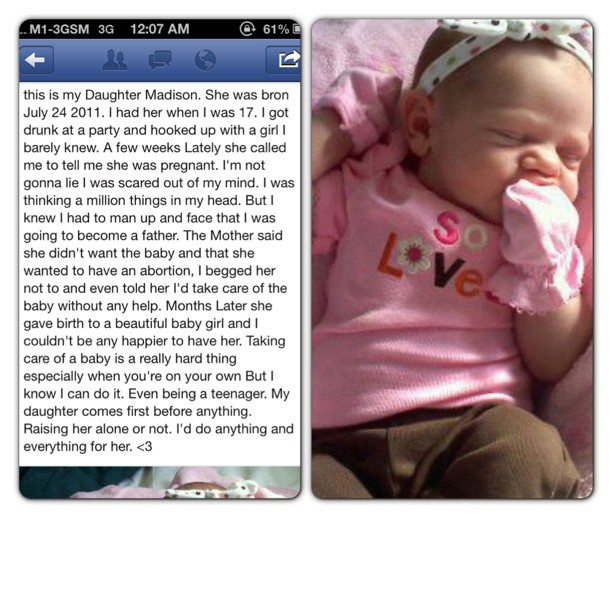 M1-3GSM 3G 12:07 AM 61%
this is my Daughter Madison. She was bron
July 24 2011. I had her when I was 17. I got
drunk at a party and hooked up with a girl I
barely knew. A few weeks Lately she called
me to tell me she was pregnant. I'm not
gonna lie I was scared out of my mind. I was
thinking a million things in my head. But I
knew I had to man up and face that I was
going to become a father. The Mother said
she didn't want the baby and that she
wanted to have an abortion, I begged her
not to and even told her I'd take care of the
baby without any help. Months Later she
gave birth to a beautiful baby girl and I
couldn't be any happier to have her. Taking
care of a baby is a really hard thing
especially when you're on your own But I
know I can do it. Even being a teenager. My
daughter comes first before anything.
Raising her alone or not. I'd do anything and
everything for her. <3
So
Love